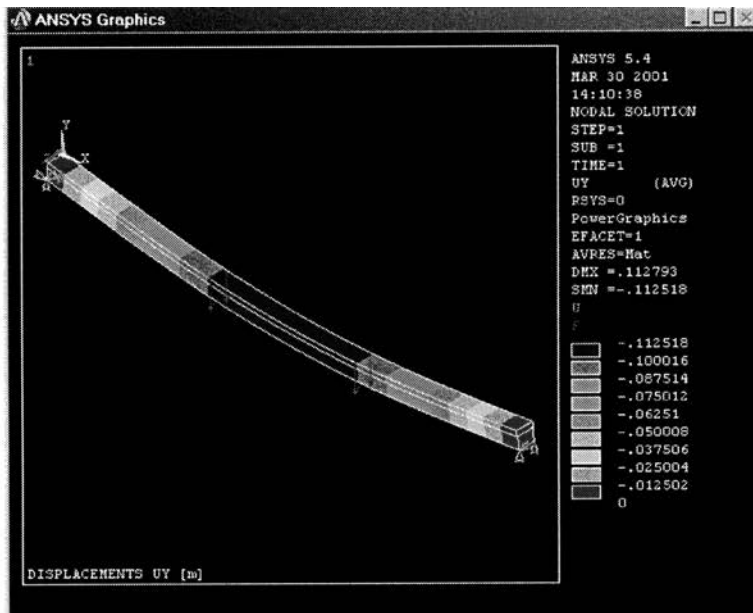 ANSYS Graphics
1
ANSYS 5.4
MAR 30 2001
14:10:38
NODAL SOLUTION
STEP=1
SUB =1
TIME=1
UY (AVG)
RSYS=0
PowerGraphics
EFACET=1
AVRES=Mat
DMX =.112793
SMN =-.112518
U
F
-.112518
-.100016
-.087514
-.075012
-.06251
-.050008
-.037506
-.025004
-.012502
0
Y
X
DISPLACEMENTS UY [m]